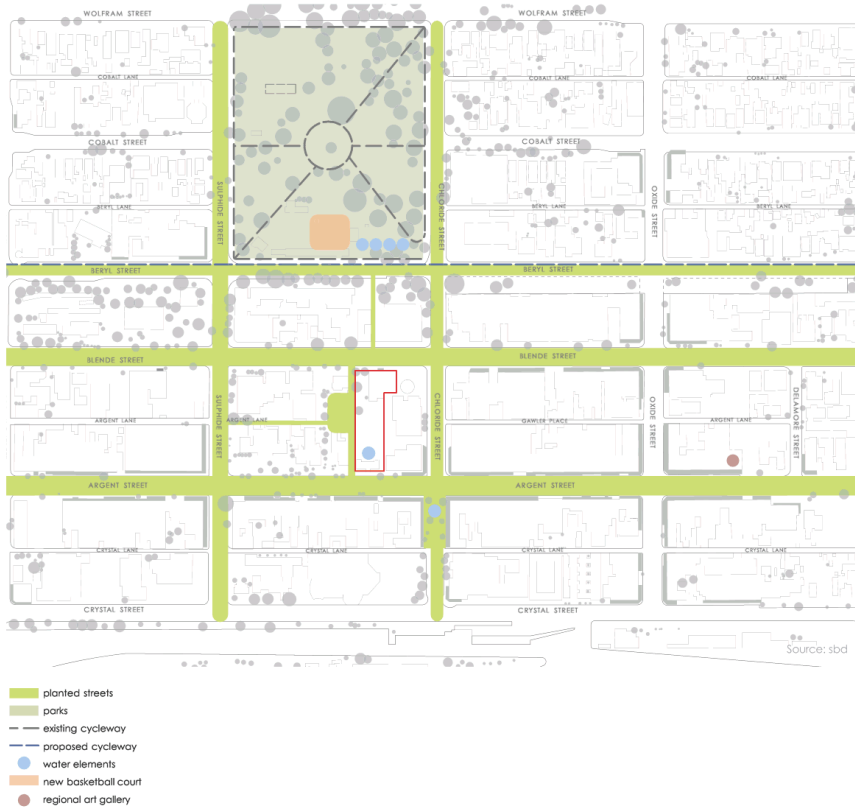 WOLFRAM STREET
WOLFRAM STREET
COBALT LANE
COBALT LANE
COBALT LANE
COBALT STREET
COBALT STREET
SULPHIDE STREET
CHLORIDE STREET
OXIDE STREET
BERYL LANE
BERYL LANE
BERYL LANE
BERYL STREET
BERYL STREET
BLENDE STREET
BLENDE STREET
SULPHIDE STREET
CHLORIDE STREET
OXIDE STREET
DELAMORE STREET
ARGENT LANE
ARGENT LANE
GAWLER PLACE
ARGENT LANE
ARGENT STREET
ARGENT STREET
CRYSTAL LANE
CRYSTAL LANE
CRYSTAL LANE
CRYSTAL LANE
CRYSTAL STREET
CRYSTAL STREET
Source: sbd
planted streets
parks
existing cycleway
proposed cycleway
water elements
new basketball court
regional art gallery